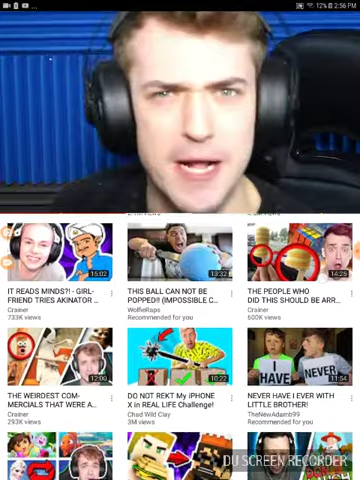 12% 2:56 PM
15:02
13:32
14:25
IT READS MINDS?! - GIRL-
FRIEND TRIES AKINATOR ...
Crainer
733K views
THIS BALL CAN NOT BE
POPPED!! (IMPOSSIBLE C...
WolfieRaps
Recommended for you
THE PEOPLE WHO
DID THIS SHOULD BE ARR...
Crainer
600K views
12:00
10:22
I HAVE
NEVER
11:54
THE WEIRDEST COM-
MERCIALS THAT WERE A...
Crainer
293K views
DO NOT REKT My iPHONE
X in REAL LIFE Challenge!
Chad Wild Clay
3M views
NEVER HAVE I EVER WITH
LITTLE BROTHER!
TheNewAdam99
Recommended for you
DU SCREEN RECORDER